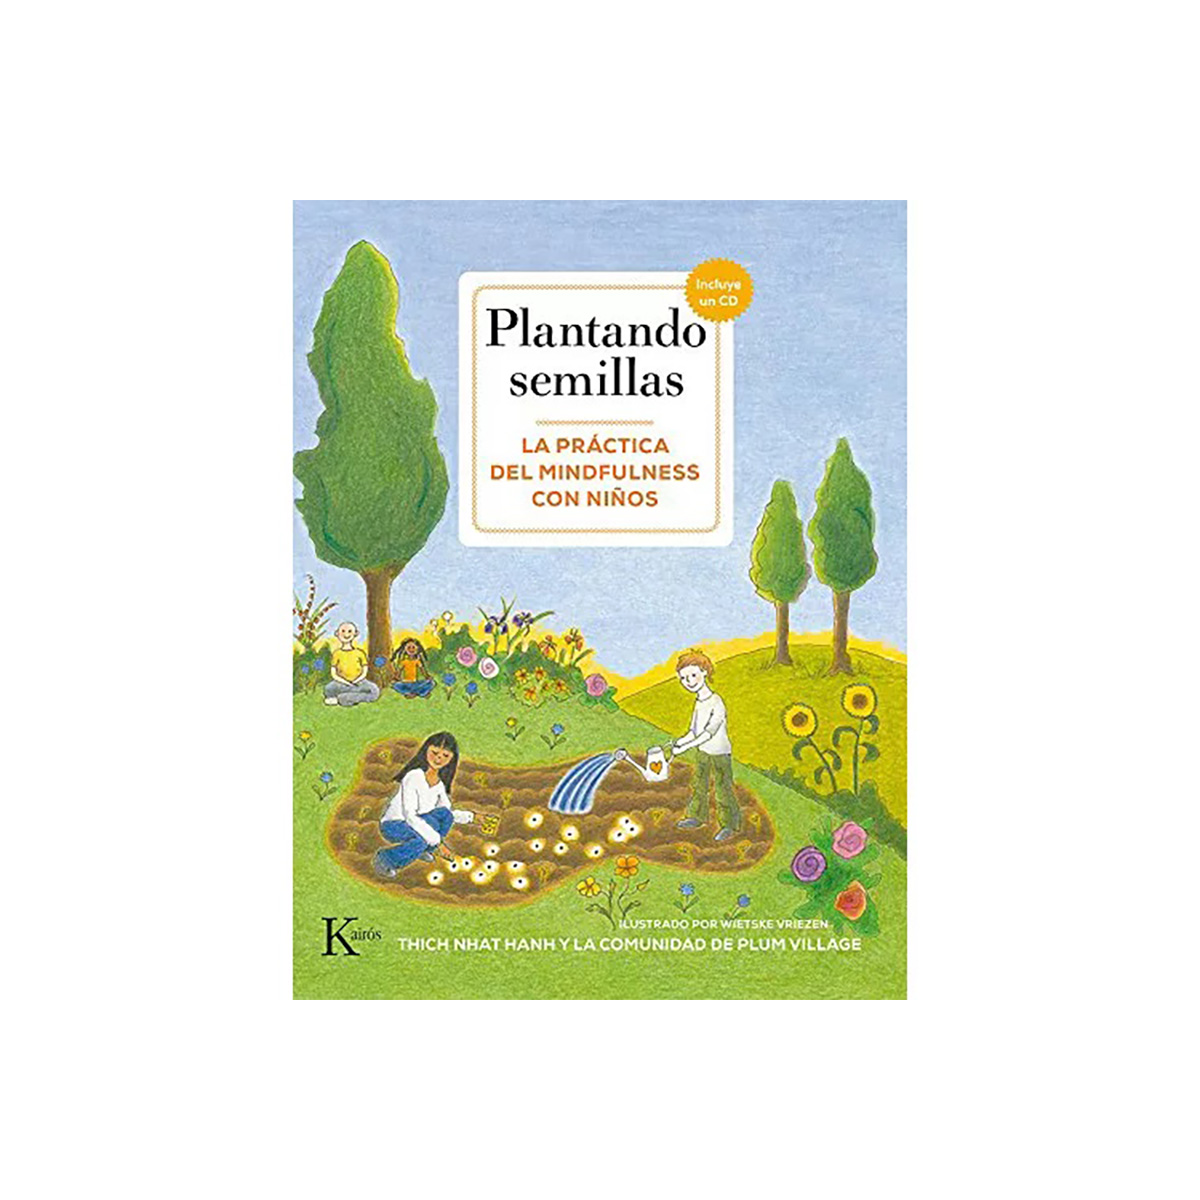 Incluye
un CD
Plantando
semillas
LA PRÁCTICA
DEL MINDFULNESS
CON NIÑOS
ILUSTRADO POR WIETSKE VRIEZEN
Kairós
THICH NHAT HANH Y LA COMUNIDAD DE PLUM VILLAGE